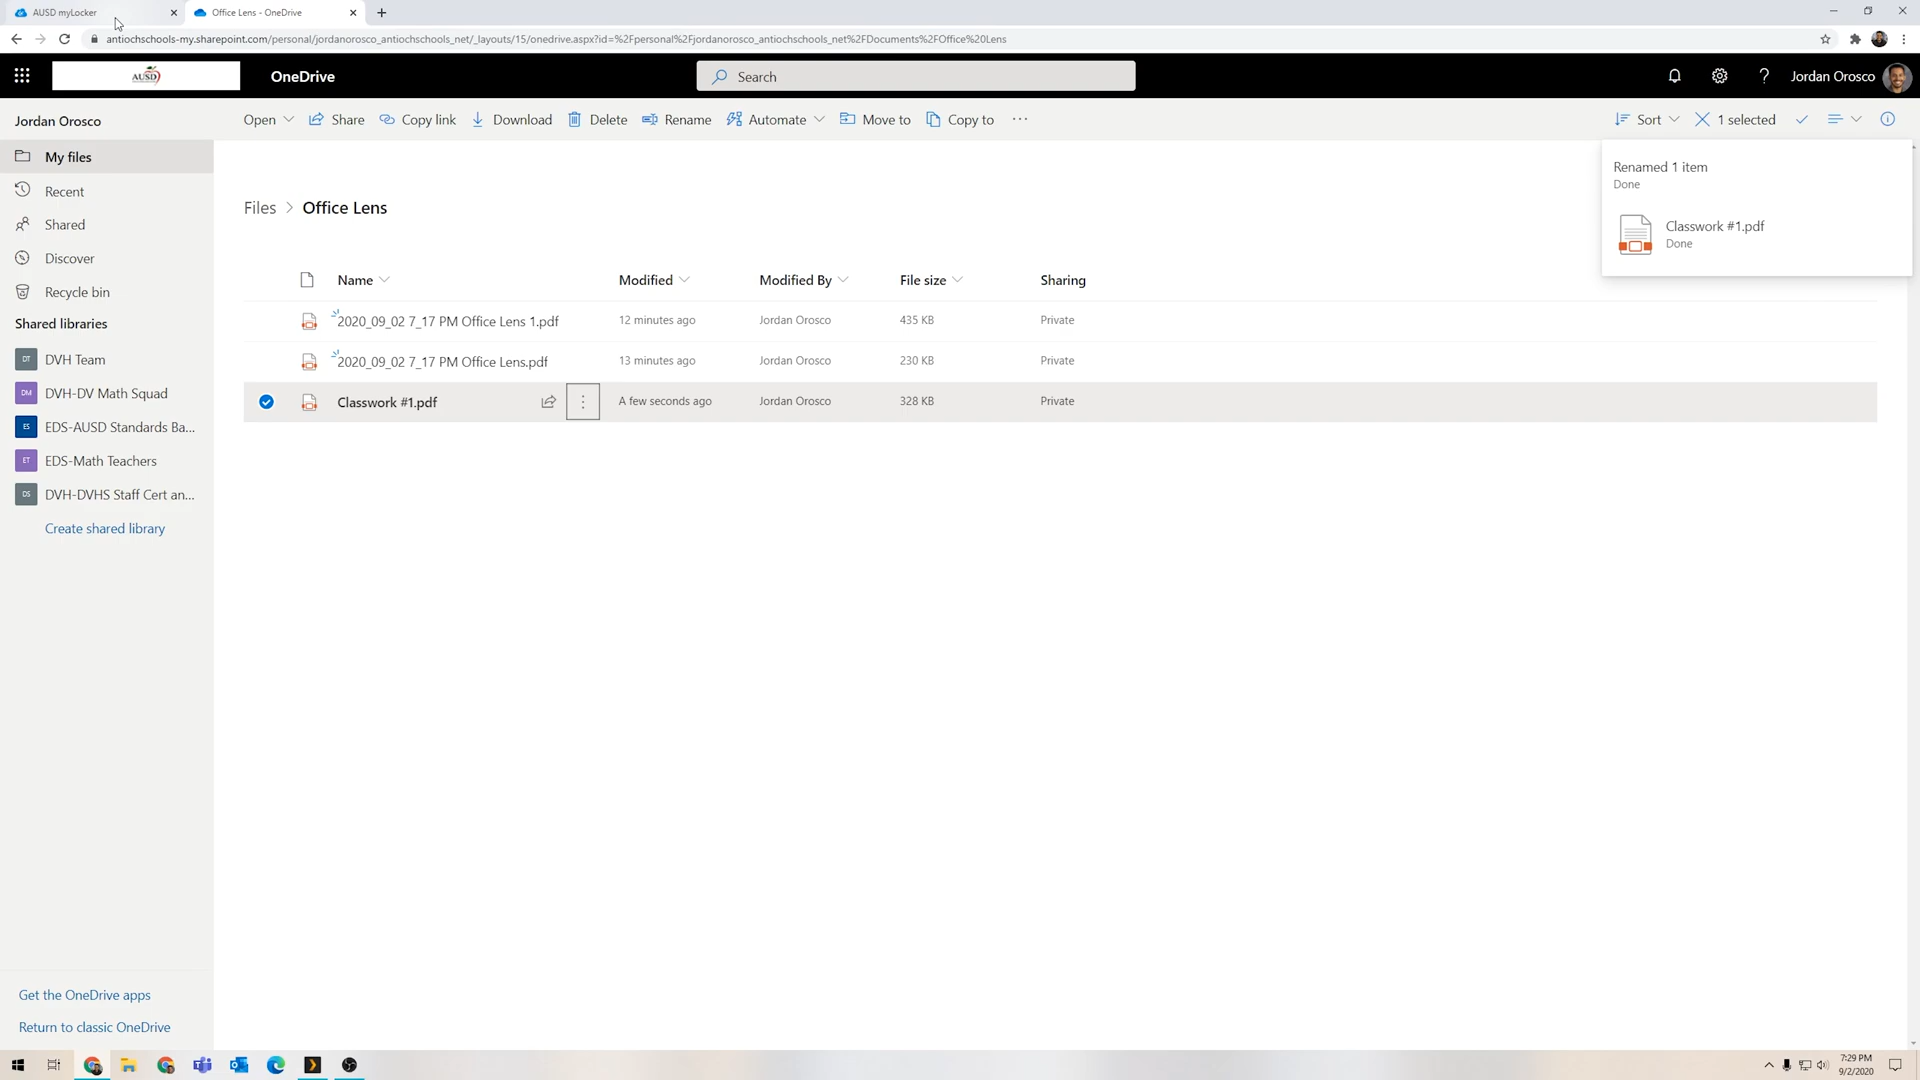 AUSD myLocker
Office Lens - OneDrive
antiochschools-my.sharepoint.com/personal/jordanorosco_antiochschools_net/_layouts/15/onedrive.aspx?id=%2Fpersonal%2Fjordanorosco_antiochschools_net%2FDocuments%2FOffice%20Lens
AUSD
OneDrive
Search
Jordan Orosco
Jordan Orosco
Open
Share
Copy link
Download
Delete
Rename
Automate
Move to
Copy to
Sort
1 selected
My files
Recent
Shared
Discover
Recycle bin
Shared libraries
DT DVH Team
DM DVH-DV Math Squad
ES EDS-AUSD Standards Ba...
ET EDS-Math Teachers
DS DVH-DVHS Staff Cert an...
Create shared library
Get the OneDrive apps
Return to classic OneDrive
Files > Office Lens
Name Modified Modified By File size Sharing
2020_09_02 7_17 PM Office Lens 1.pdf 12 minutes ago Jordan Orosco 435 KB Private
2020_09_02 7_17 PM Office Lens.pdf 13 minutes ago Jordan Orosco 230 KB Private
Classwork #1.pdf A few seconds ago Jordan Orosco 328 KB Private
Renamed 1 item
Done
Classwork #1.pdf
Done
7:29 PM
9/2/2020